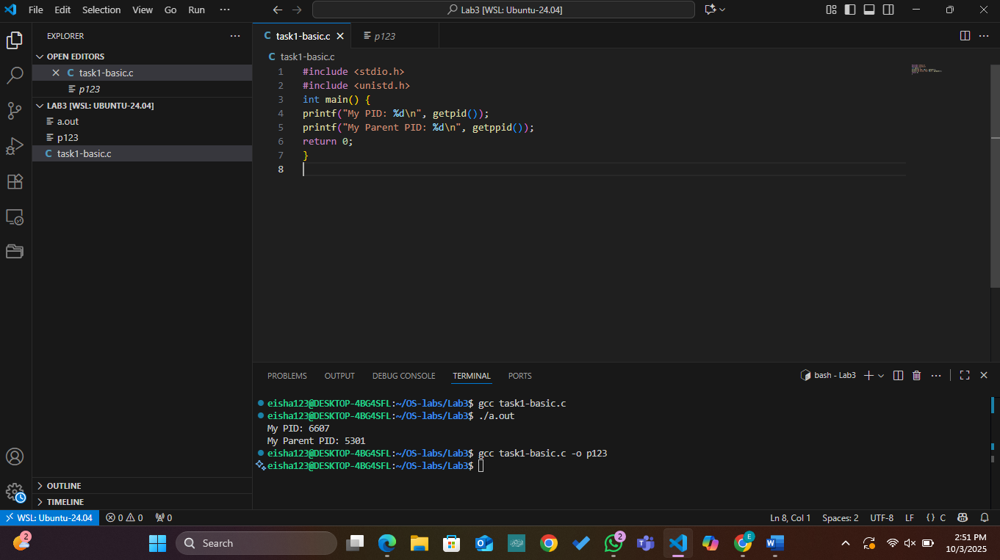 File Edit Selection View Go Run ···
Lab3 [WSL: Ubuntu-24.04]
EXPLORER
OPEN EDITORS
task1-basic.c
p123
LAB3 [WSL: UBUNTU-24.04]
a.out
p123
C task1-basic.c
OUTLINE
TIMELINE
C task1-basic.c
p123
C task1-basic.c
1 #include <stdio.h>
2 #include <unistd.h>
3 int main() {
4 printf("My PID: %d\n", getpid());
5 printf("My Parent PID: %d\n", getppid());
6 return 0;
7 }
8
PROBLEMS OUTPUT DEBUG CONSOLE TERMINAL PORTS
bash - Lab3
eisha123@DESKTOP-4BG4SFL:~/OS-labs/Lab3$ gcc task1-basic.c
eisha123@DESKTOP-4BG4SFL:~/OS-labs/Lab3$ ./a.out
My PID: 6607
My Parent PID: 5301
eisha123@DESKTOP-4BG4SFL:~/OS-labs/Lab3$ gcc task1-basic.c -o p123
eisha123@DESKTOP-4BG4SFL:~/OS-labs/Lab3$
WSL: Ubuntu-24.04 0 0 0
Ln 8, Col 1 Spaces: 2 UTF-8 LF {} C
2
Search
2
E
2:51 PM
10/3/2025